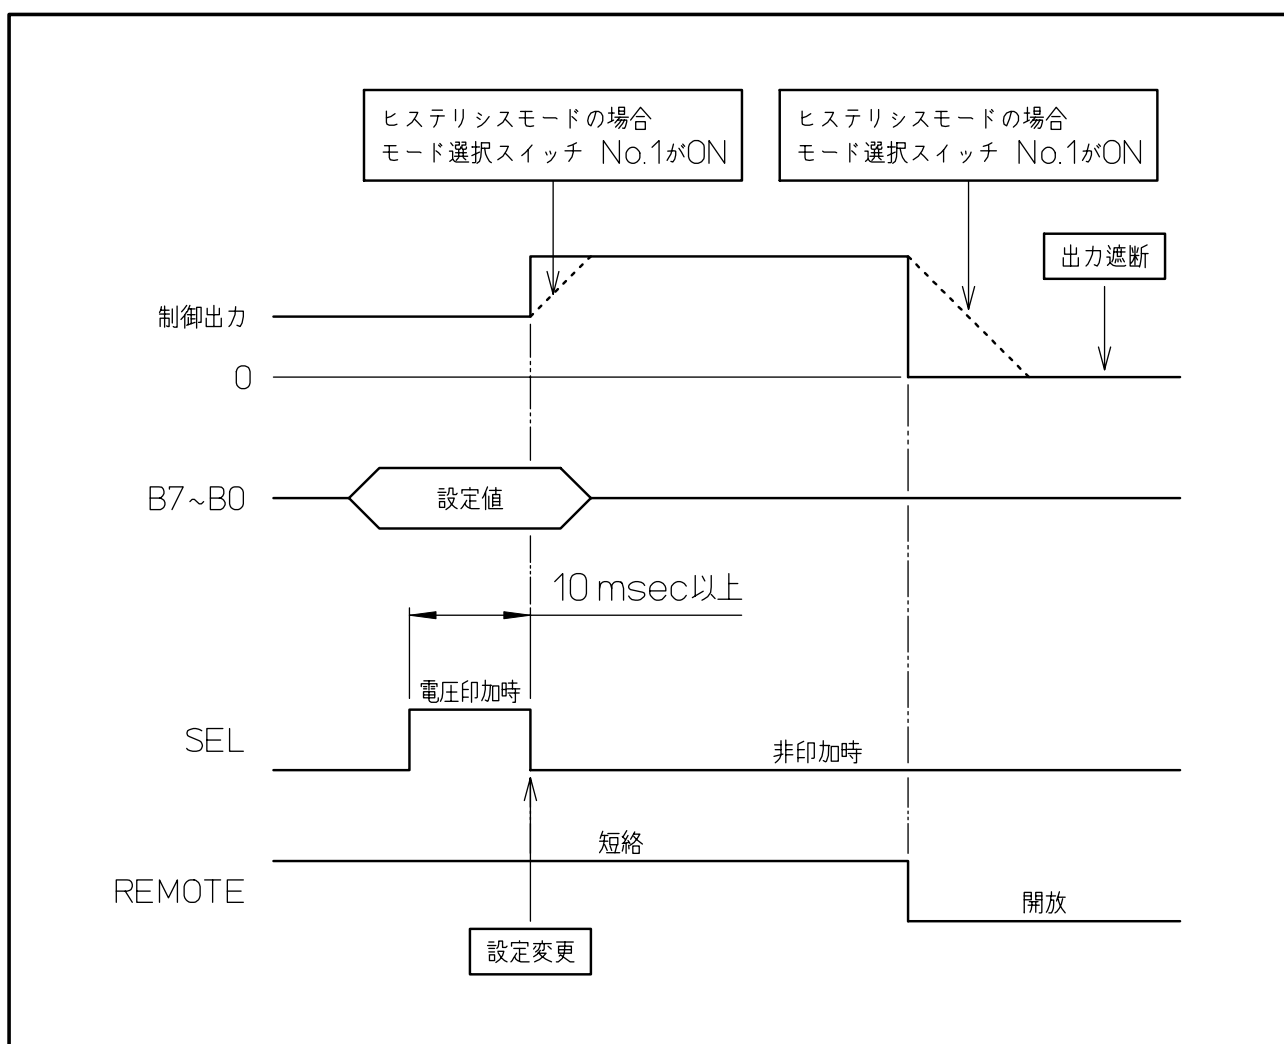 ヒステリシスモードの場合
モード選択スイッチ No.1がON
ヒステリシスモードの場合
モード選択スイッチ No.1がON
出力遮断
制御出力
0
B7~B0
設定値
10 msec以上
電圧印加時
SEL
非印加時
短絡
REMOTE
開放
設定変更